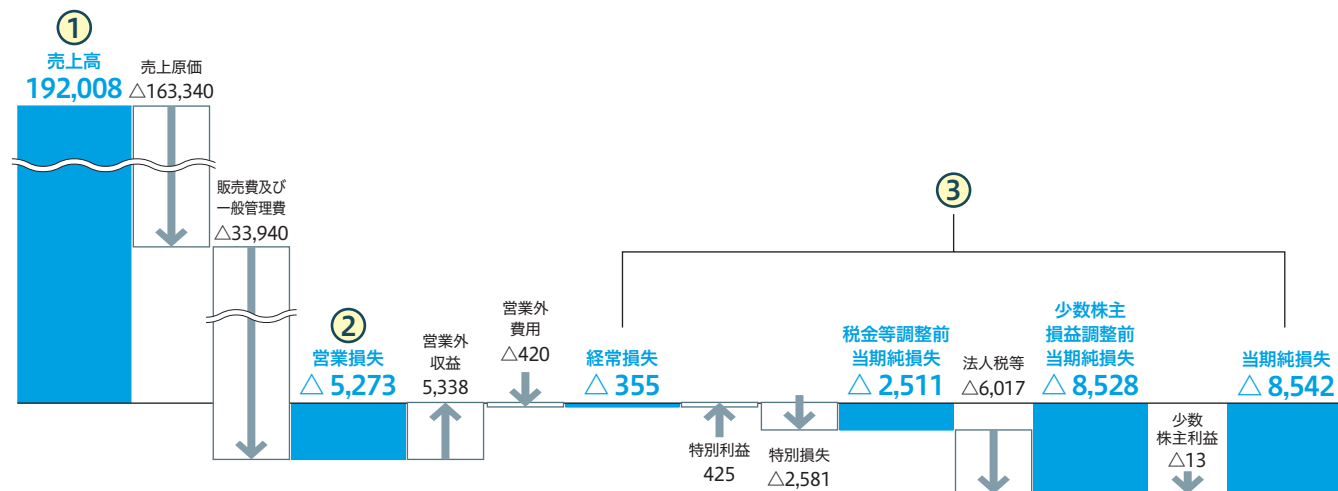 1
売上高
192,008
売上原価
△163,340
販売費及び
一般管理費
△33,940
2
営業損失
△ 5,273
営業外
収益
5,338
営業外
費用
△420
3
経常損失
△ 355
特別利益
425
特別損失
△2,581
税金等調整前
当期純損失
△ 2,511
法人税等
△6,017
少数株主
損益調整前
当期純損失
△ 8,528
少数
株主利益
△13
当期純損失
△ 8,542